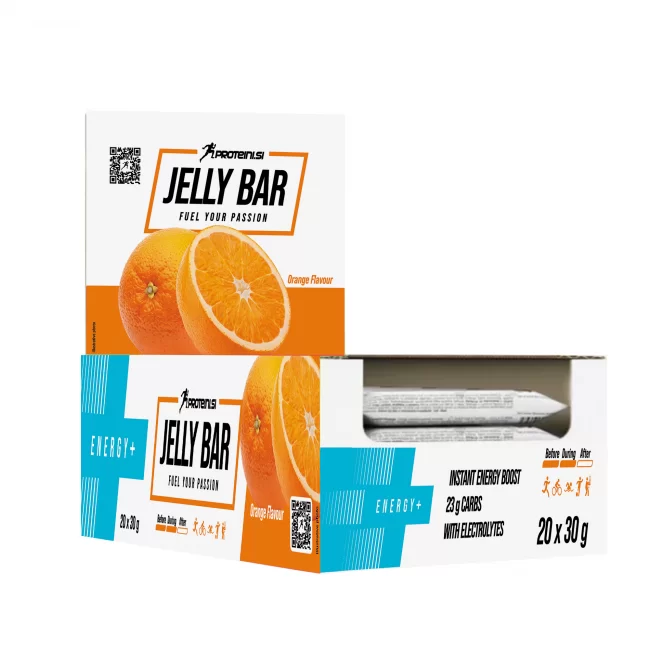 PROTEINI.SI
JELLY BAR
FUEL YOUR PASSION
Orange Flavour
ENERGY+
PROTEINI.SI
JELLY BAR
FUEL YOUR PASSION
Orange Flavour
20 x 30 g
Before During After
ENERGY+
INSTANT ENERGY BOOST
23 g CARBS
WITH ELECTROLYTES
Before During After
20 x 30 g